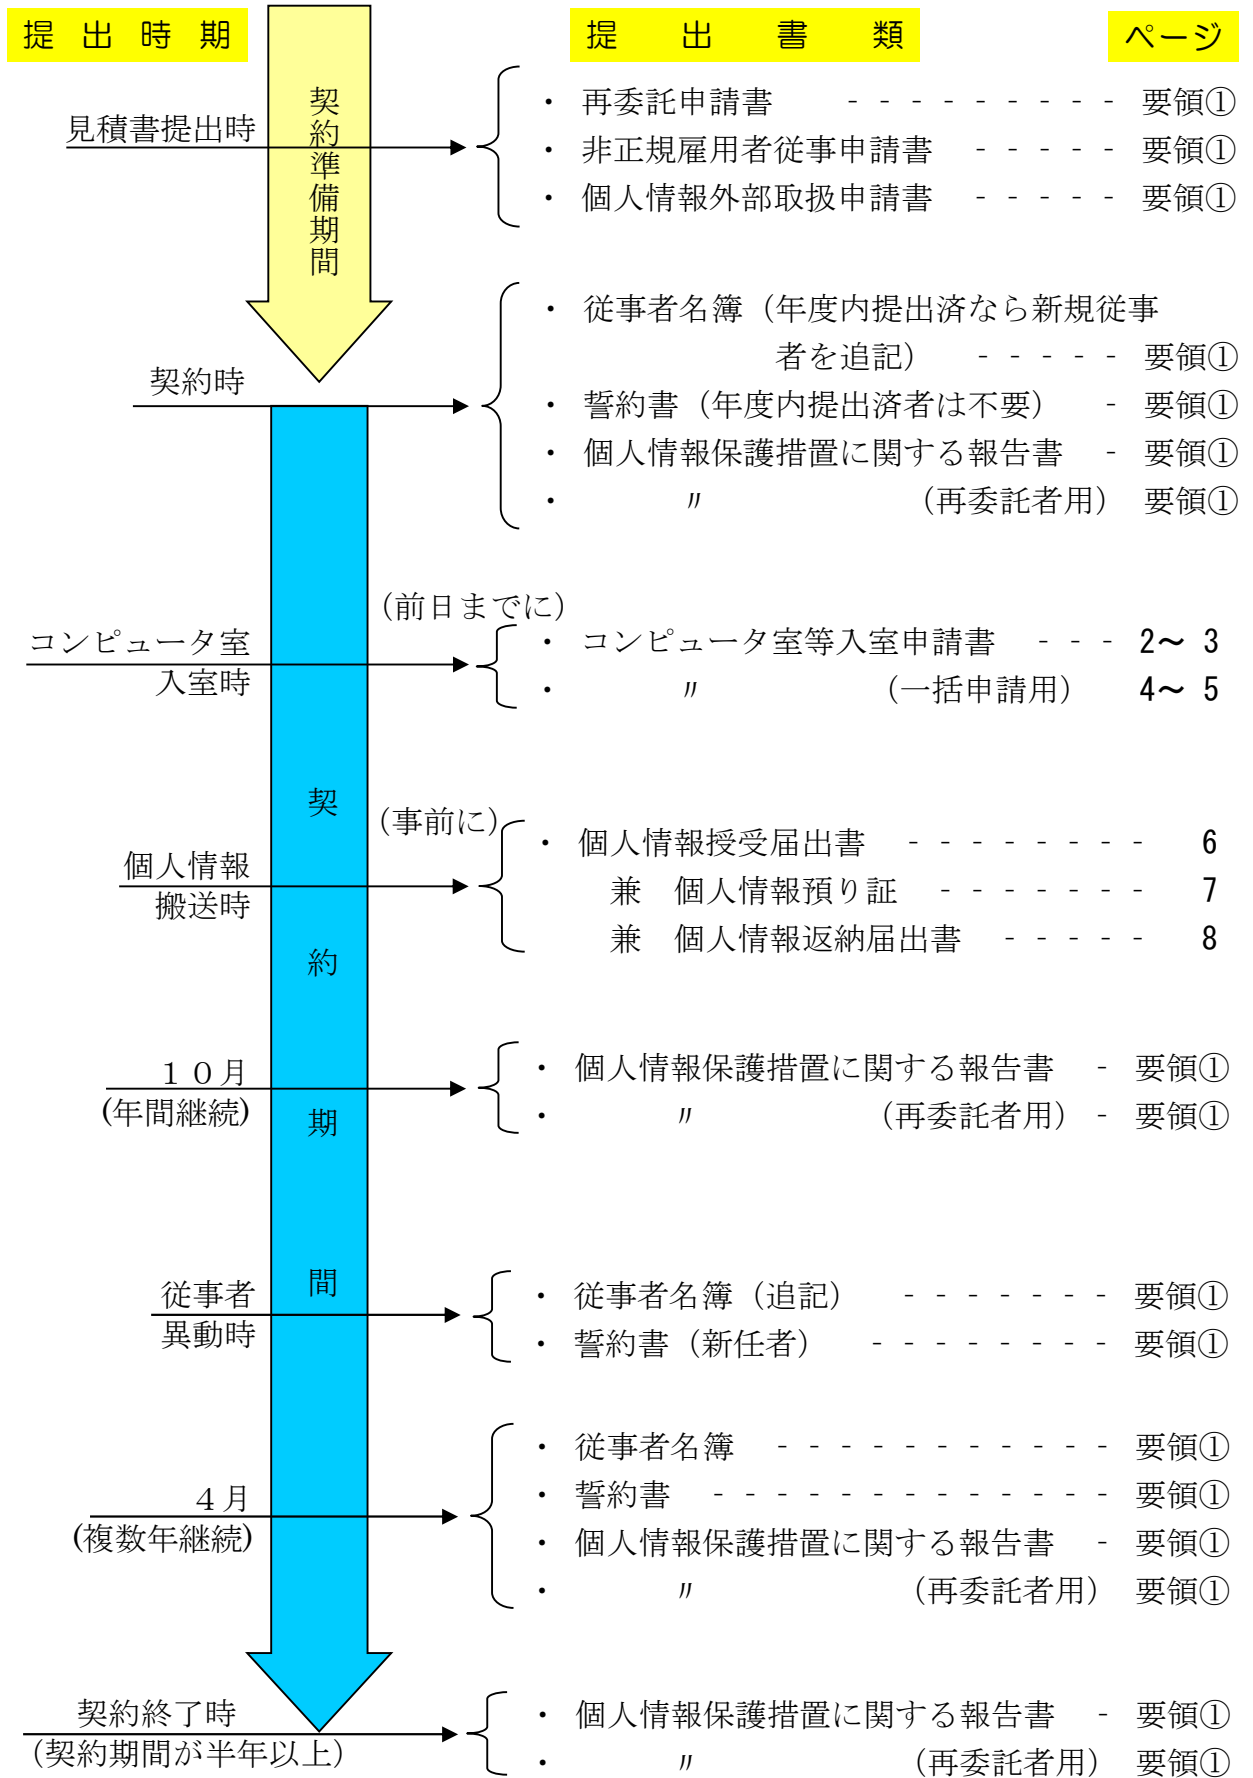 提出時期　提出書類　ページ
契約準備期間
見積書提出時
・ 再委託申請書 - - - - - - - - - 要領①
・ 非正規雇用者従事申請書 - - - - - 要領①
・ 個人情報外部取扱申請書 - - - - - 要領①
契約時
・ 従事者名簿（年度内提出済なら新規従事
者を追記） - - - - - 要領①
・ 誓約書（年度内提出済者は不要） - 要領①
・ 個人情報保護措置に関する報告書 - 要領①
・ 〃 （再委託者用） 要領①
契約期間
コンピュータ室
入室時
（前日までに）
・ コンピュータ室等入室申請書 - - - 2～ 3
・ 〃 （一括申請用） 4～ 5
個人情報
搬送時
（事前に）
・ 個人情報授受届出書 - - - - - - - - 6
兼　個人情報預り証 - - - - - - - 7
兼　個人情報返納届出書 - - - - - 8
１０月
(年間継続)
・ 個人情報保護措置に関する報告書 - 要領①
・ 〃 （再委託者用） - 要領①
従事者
異動時
・ 従事者名簿（追記） - - - - - - - 要領①
・ 誓約書（新任者） - - - - - - - - 要領①
４月
(複数年継続)
・ 従事者名簿 - - - - - - - - - - - 要領①
・ 誓約書 - - - - - - - - - - - - - 要領①
・ 個人情報保護措置に関する報告書 - 要領①
・ 〃 （再委託者用） 要領①
契約終了時
（契約期間が半年以上）
・ 個人情報保護措置に関する報告書 - 要領①
・ 〃 （再委託者用） 要領①